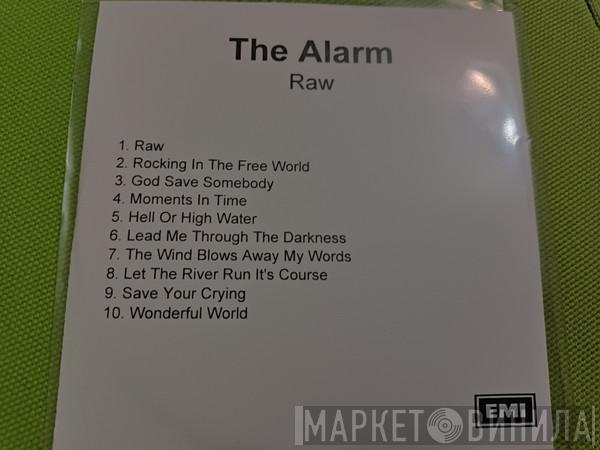 The Alarm
Raw
1. Raw
2. Rocking In The Free World
3. God Save Somebody
4. Moments In Time
5. Hell Or High Water
6. Lead Me Through The Darkness
7. The Wind Blows Away My Words
8. Let The River Run It's Course
9. Save Your Crying
10. Wonderful World
EMI
МАРКЕТ ВИНИЛА